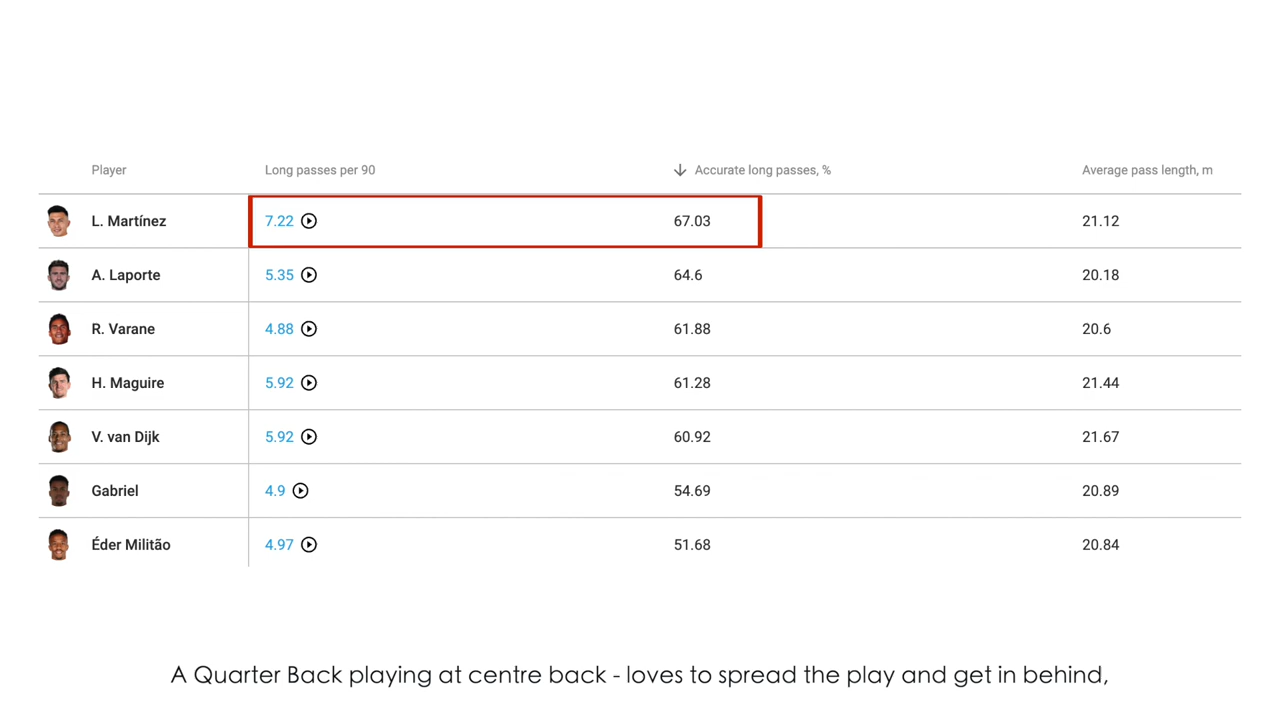 Player Long passes per 90 Accurate long passes, % Average pass length, m
L. Martínez 7.22 67.03 21.12
A. Laporte 5.35 64.6 20.18
R. Varane 4.88 61.88 20.6
H. Maguire 5.92 61.28 21.44
V. van Dijk 5.92 60.92 21.67
Gabriel 4.9 54.69 20.89
Éder Militão 4.97 51.68 20.84
A Quarter Back playing at centre back - loves to spread the play and get in behind,